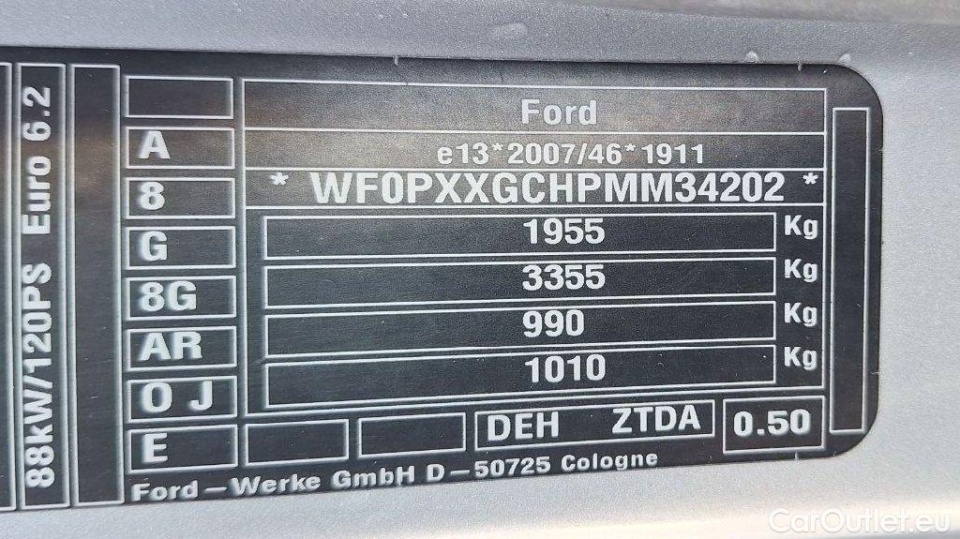 88kW/120PS Euro 6.2
Ford
A
e13*2007/46*1911
8
* WF0PXXGCHPMM34202 *
G
1955 Kg
8G
3355 Kg
AR
990 Kg
O J
1010 Kg
E
DEH ZTDA
0.50
Ford-Werke GmbH D-50725 Cologne
CarOutlet.eu